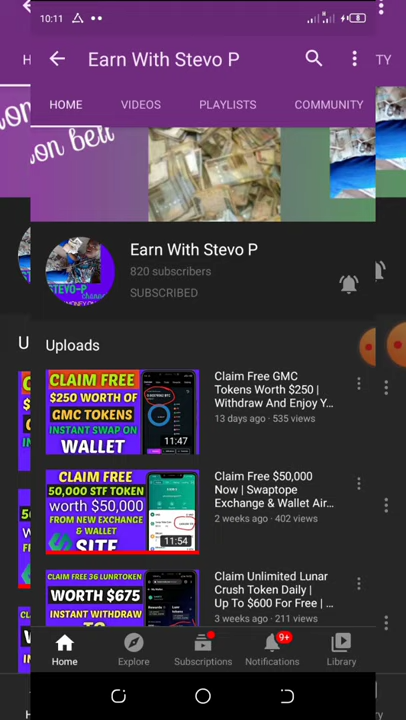 10:11
Earn With Stevo P
HOME VIDEOS PLAYLISTS COMMUNITY
TY
on belt
Earn With Stevo P
820 subscribers
SUBSCRIBED
STEVO-P
Uploads
CLAIM FREE
$250 WORTH OF
GMC TOKENS
INSTANT SWAP ON
WALLET
11:47
Claim Free GMC
Tokens Worth $250 |
Withdraw And Enjoy Y...
13 days ago · 535 views
CLAIM FREE
50,000 STF TOKEN
worth $50,000
FROM NEW EXCHANGE
& WALLET
SITE
11:54
Claim Free $50,000
Now | Swaptope
Exchange & Wallet Air...
2 weeks ago · 402 views
CLAIM FREE 36 LUNRTOKEN
WORTH $675
INSTANT WITHDRAW
TO
Claim Unlimited Lunar
Crush Token Daily |
Up To $600 For Free | ...
3 weeks ago · 211 views
Home Explore Subscriptions 9+ Notifications Library